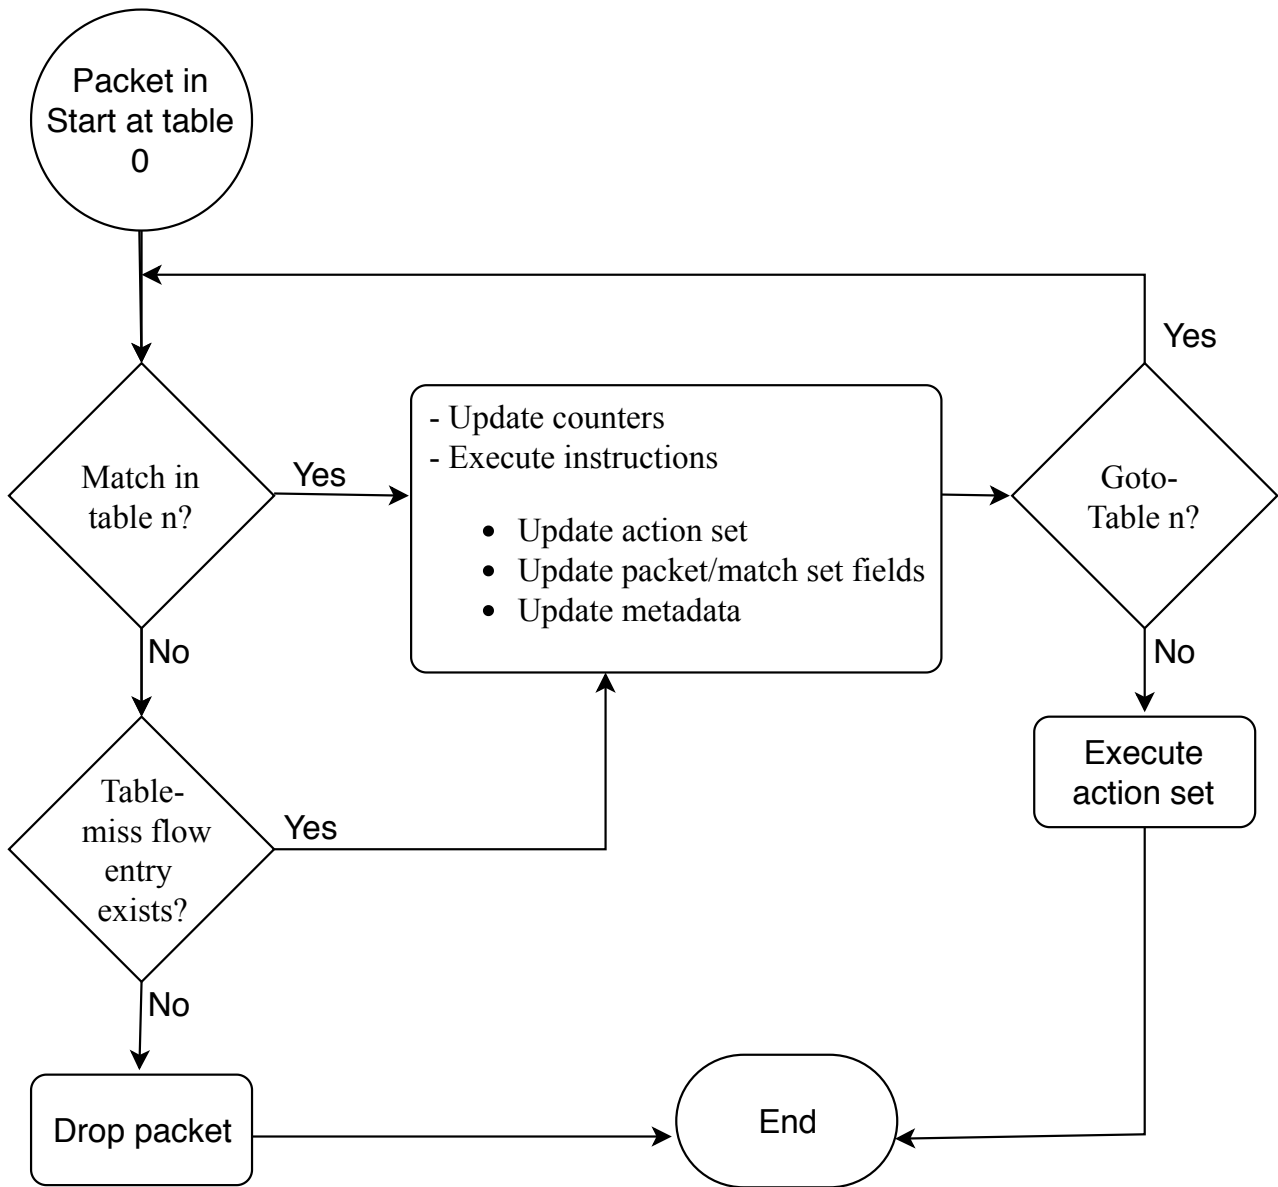 Packet in
Start at table
0
Yes
- Update counters
- Execute instructions
Match in
table n?
Yes
Goto-
Table n?
• Update action set
• Update packet/match set fields
• Update metadata
No
No
Table-
miss flow
entry
exists?
Yes
Execute
action set
No
Drop packet
End